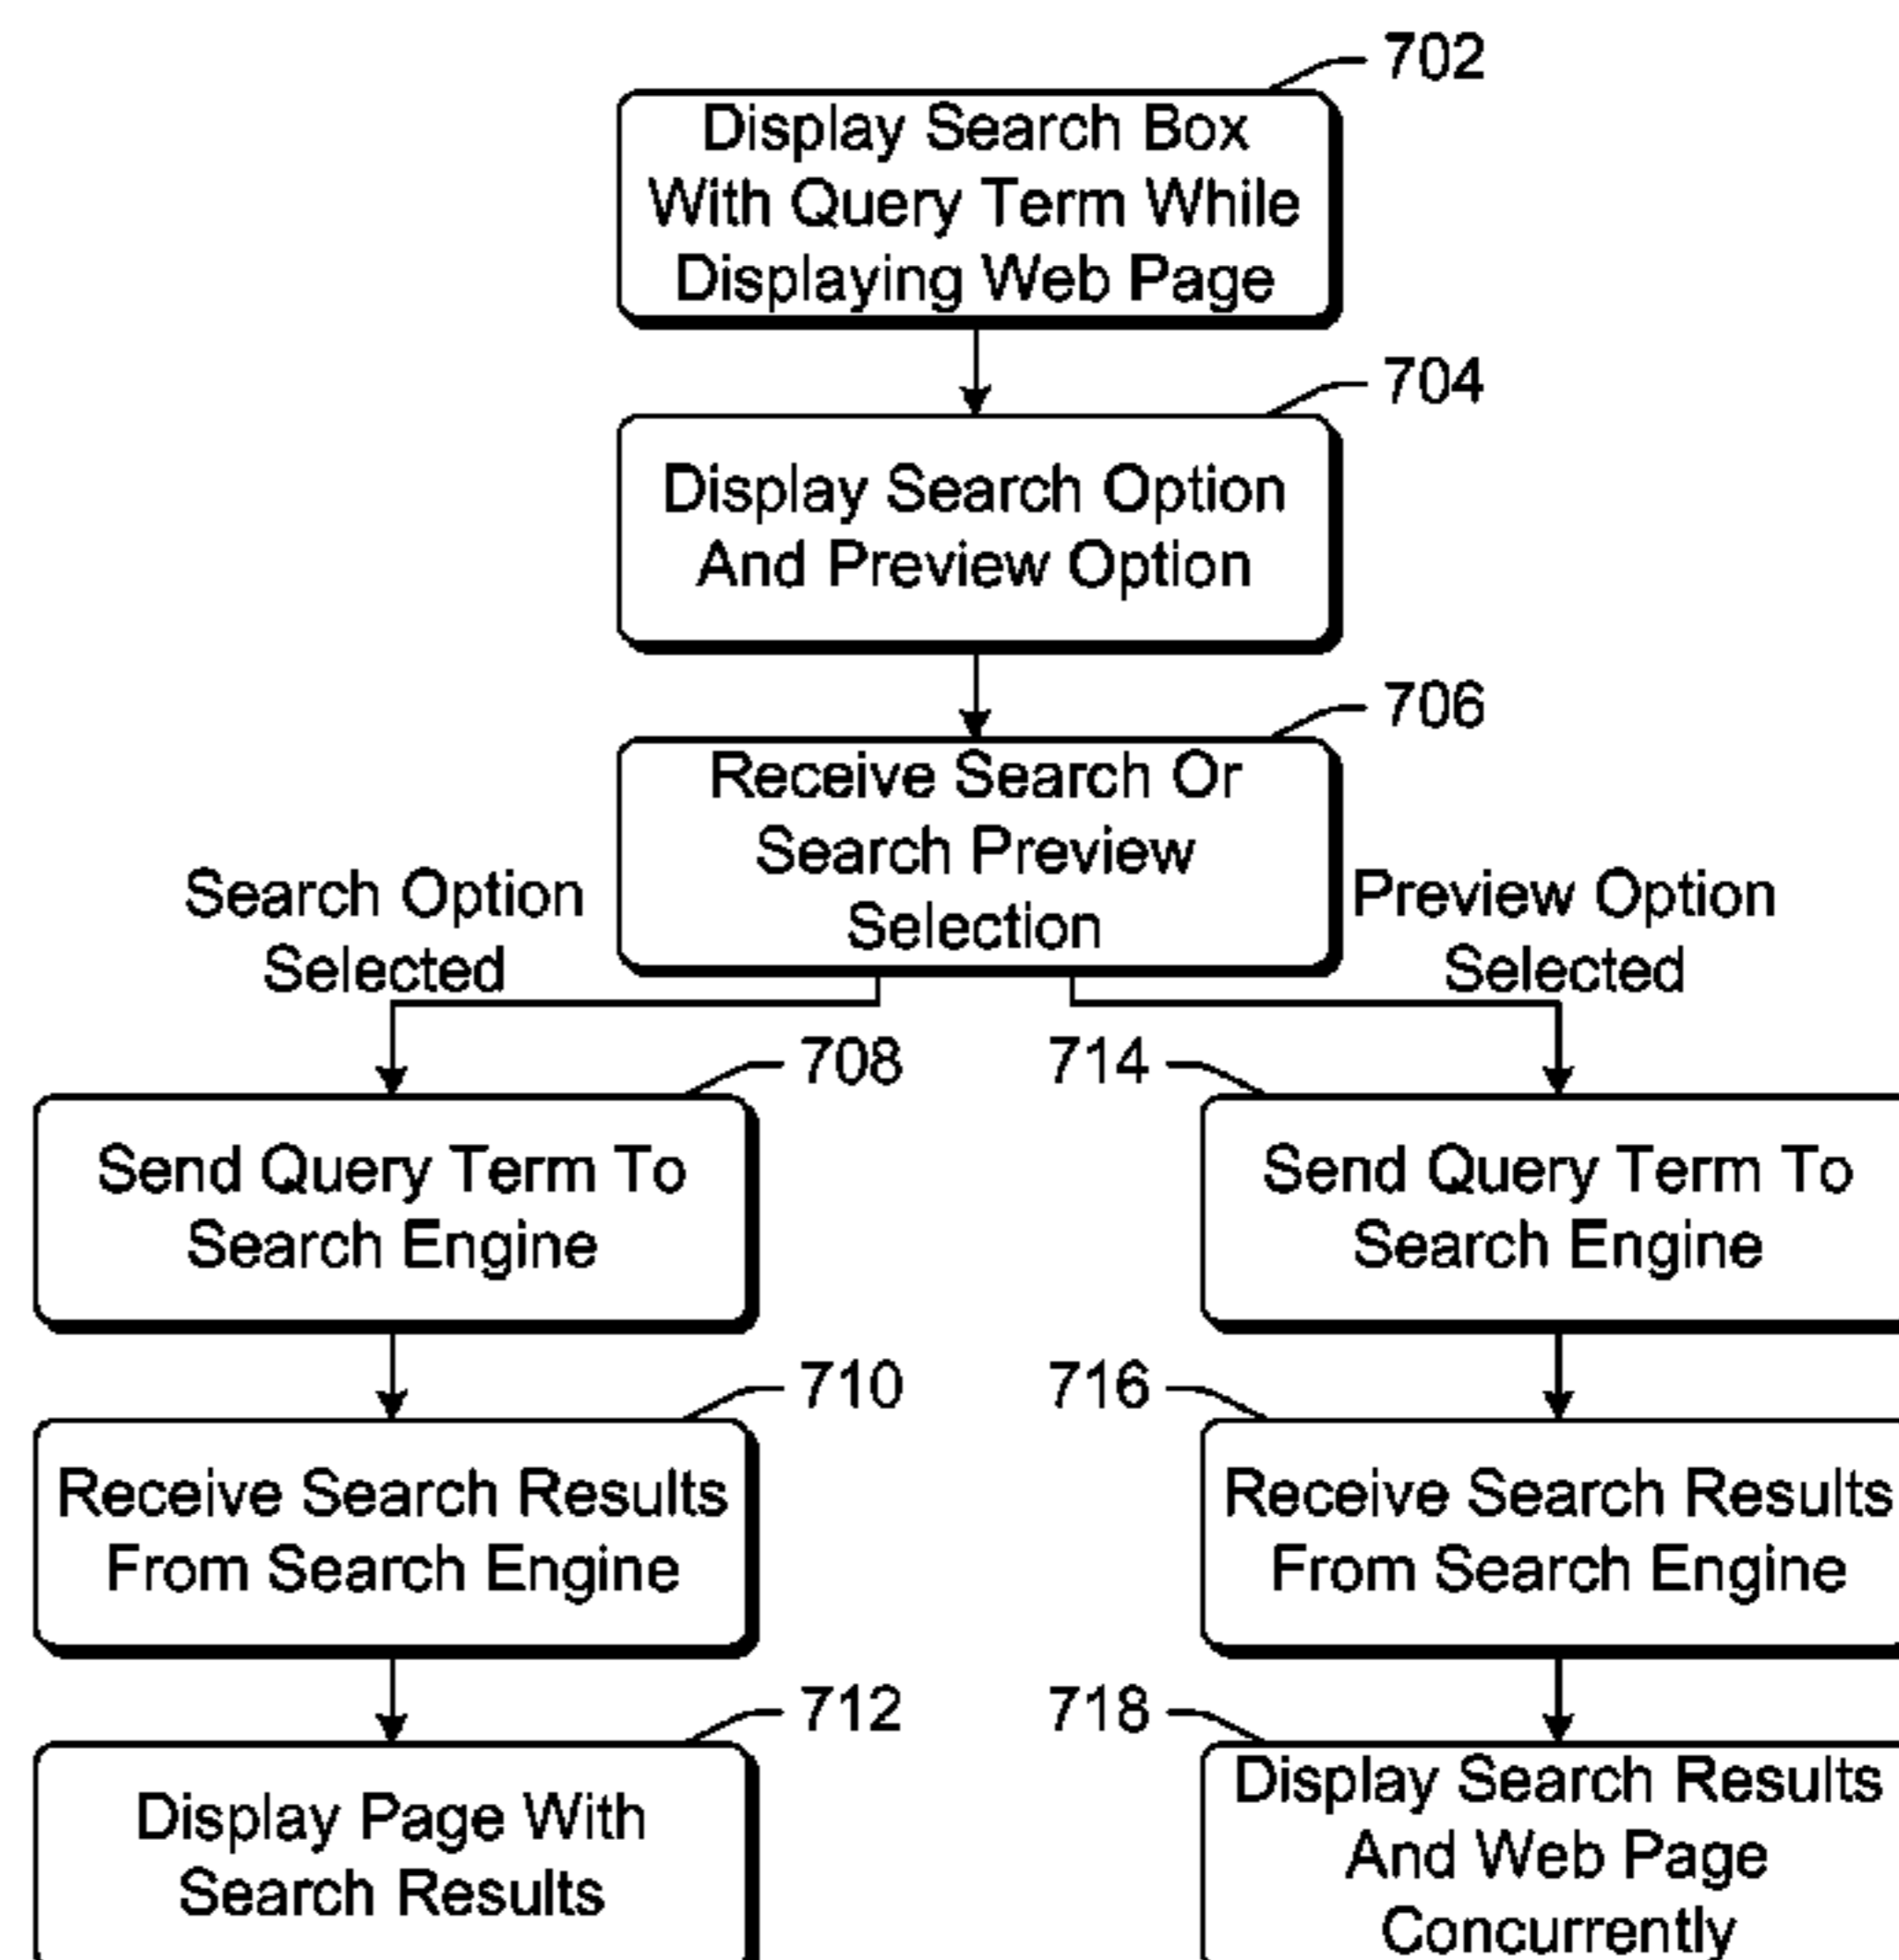 702
Display Search Box
With Query Term While
Displaying Web Page
704
Display Search Option
And Preview Option
706
Receive Search Or
Search Preview
Selection
Search Option
Selected
Preview Option
Selected
708
Send Query Term To
Search Engine
710
Receive Search Results
From Search Engine
712
Display Page With
Search Results
714
Send Query Term To
Search Engine
716
Receive Search Results
From Search Engine
718
Display Search Results
And Web Page
Concurrently